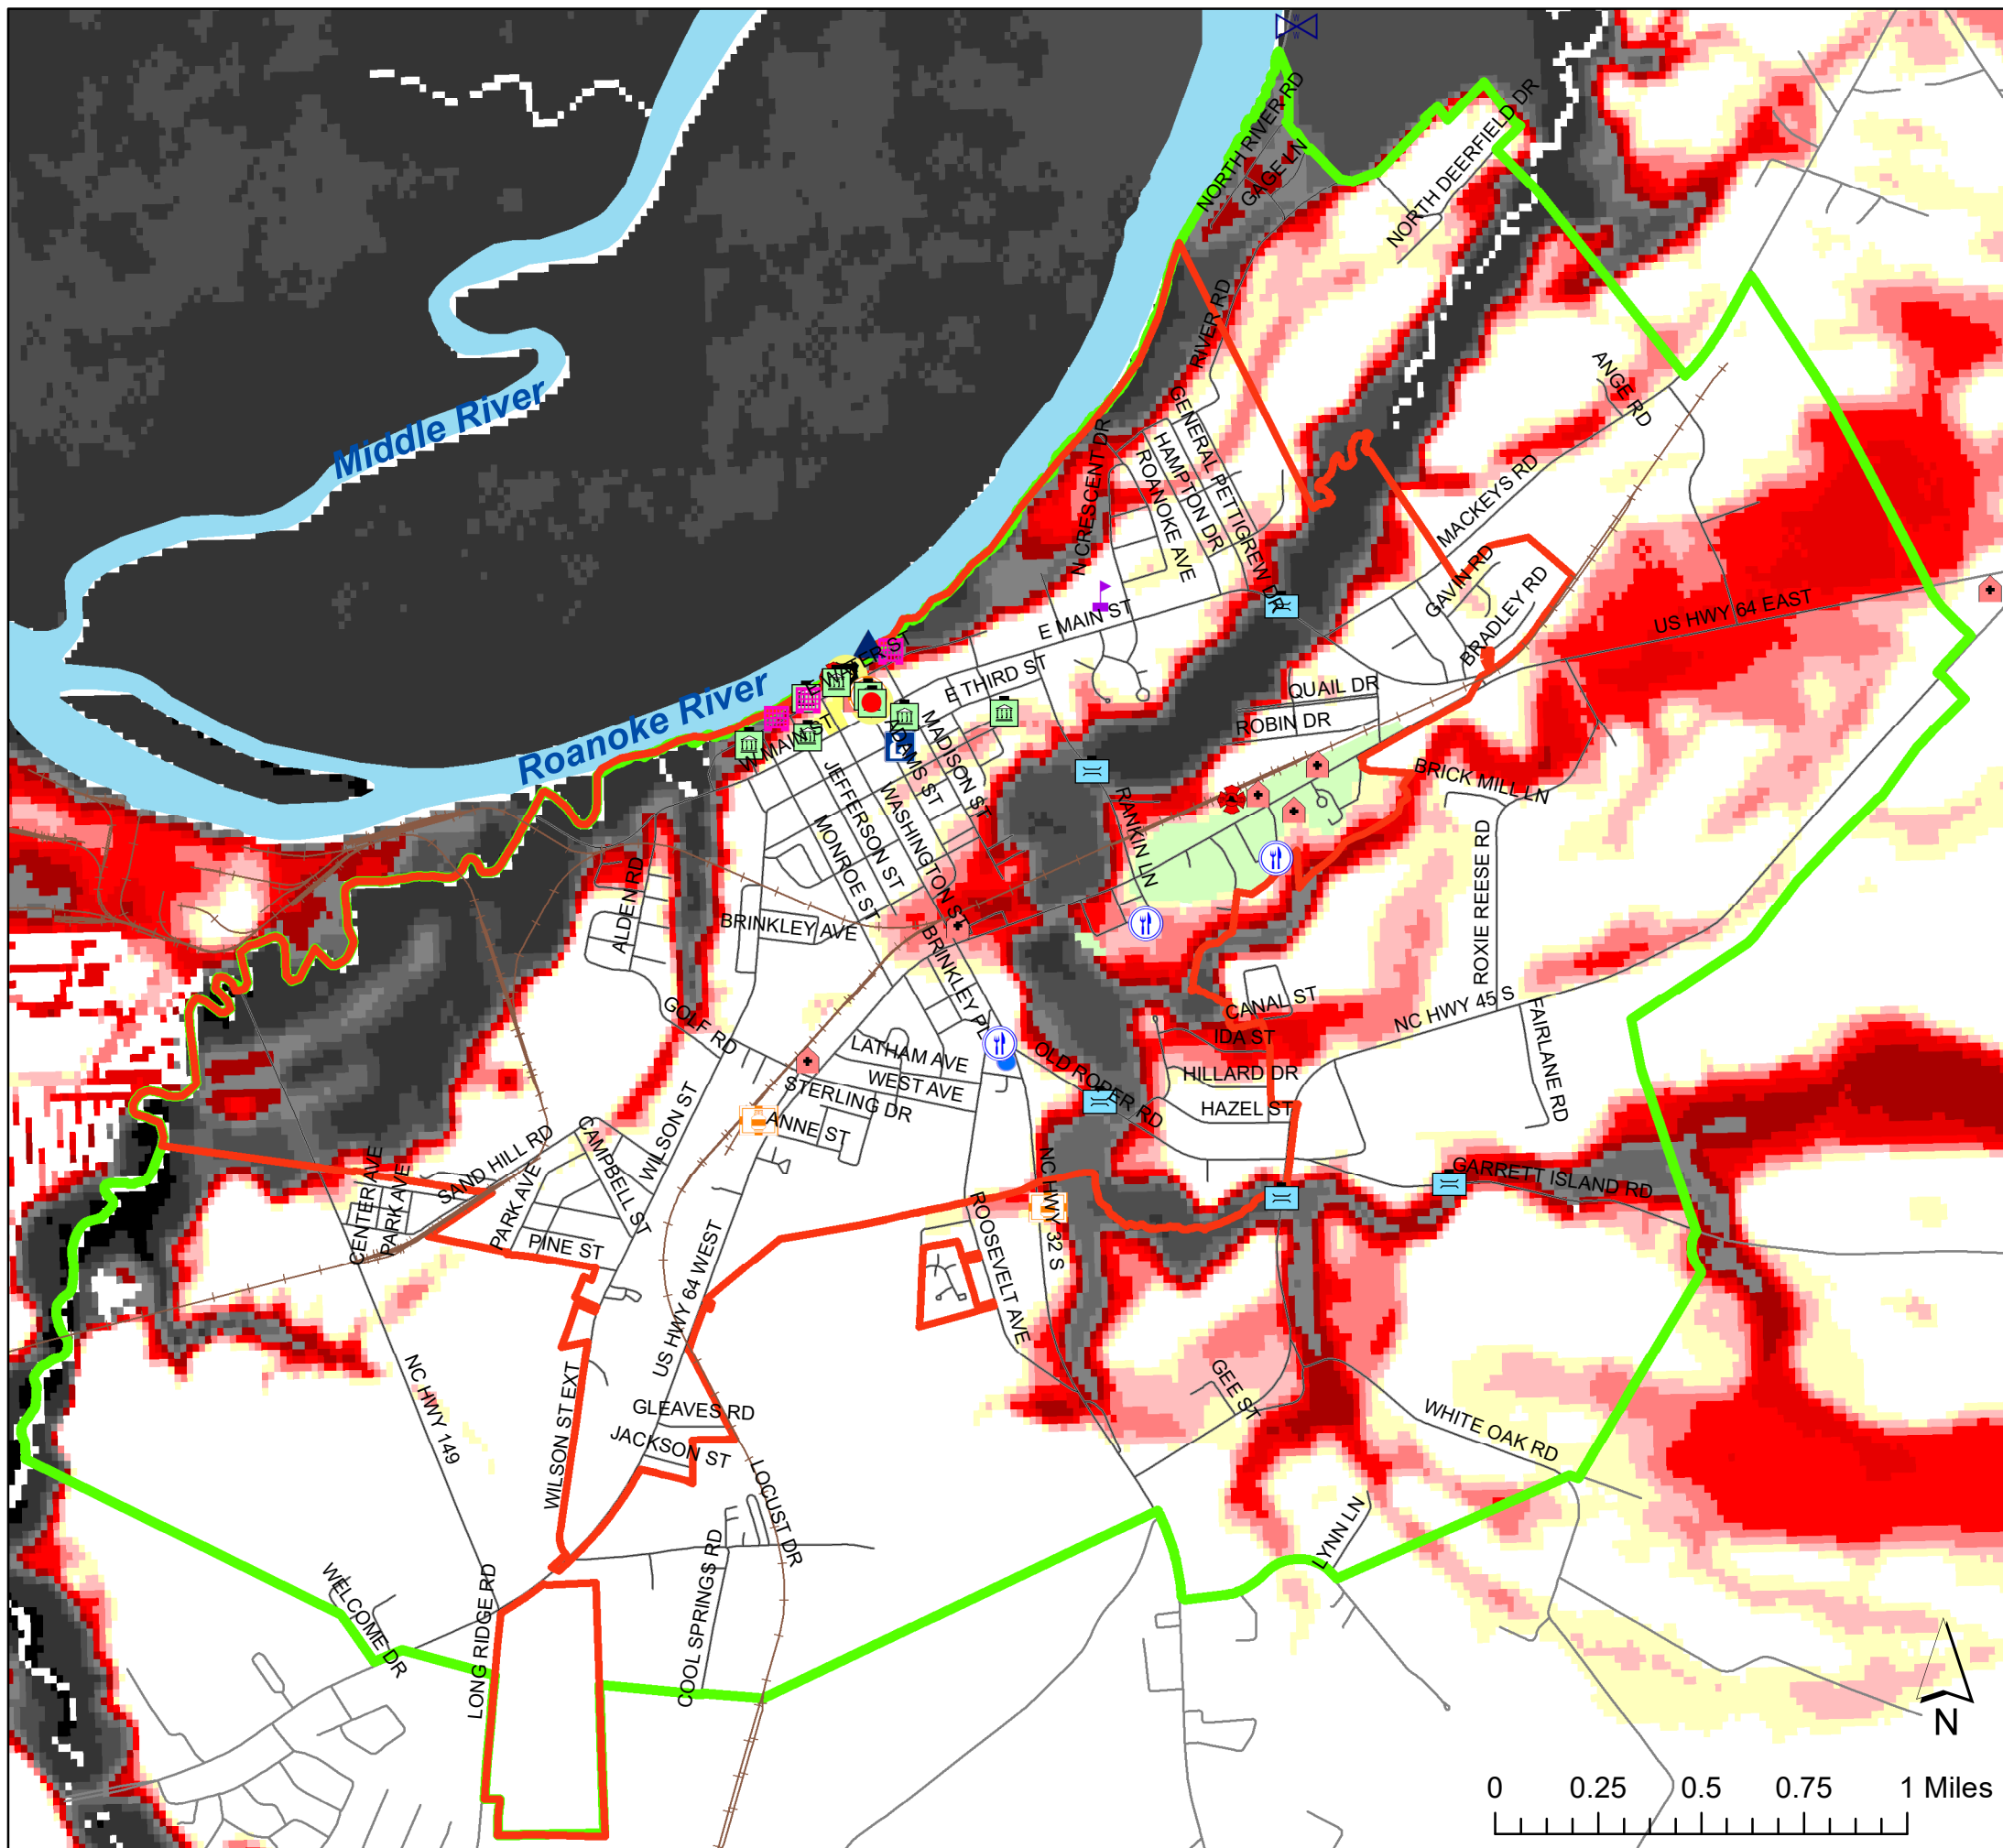 NORTH RIVER RD
GAGE LN
NORTH DEERFIELD DR
RIVER RD
ANGE RD
Middle River
GENERAL PETTIGREW DR
HAMPTON DR
ROANOKE AVE
N CRESCENT DR
MACKEYS RD
GAVIN RD
BRADLEY RD
US HWY 64 EAST
E MAIN ST
E THIRD ST
QUAIL DR
ROBIN DR
Roanoke River
W MAIN ST
ADAMS ST
MADISON ST
JEFFERSON ST
WASHINGTON ST
MONROE ST
RANKIN LN
BRICK MILL LN
ROXIE REESE RD
ALDEN RD
BRINKLEY AVE
BRINKLEY PL
GOLF RD
CANAL ST
NC HWY 45 S
FAIRLANE RD
IDA ST
LATHAM AVE
OLD ROPER RD
WEST AVE
HILLARD DR
STERLING DR
HAZEL ST
ANNE ST
WILSON ST
CAMPBELL ST
SAND HILL RD
CENTER AVE
PARK AVE
PARK AVE
PINE ST
NC HWY 32 S
GARRETT ISLAND RD
ROOSEVELT AVE
US HWY 64 WEST
NC HWY 149
WILSON ST EXT
GLEAVES RD
JACKSON ST
GEE ST
WHITE OAK RD
LOCUST DR
LYNN LN
COOL SPRINGS RD
WELCOME DR
LONG RIDGE RD
N
0 0.25 0.5 0.75 1 Miles